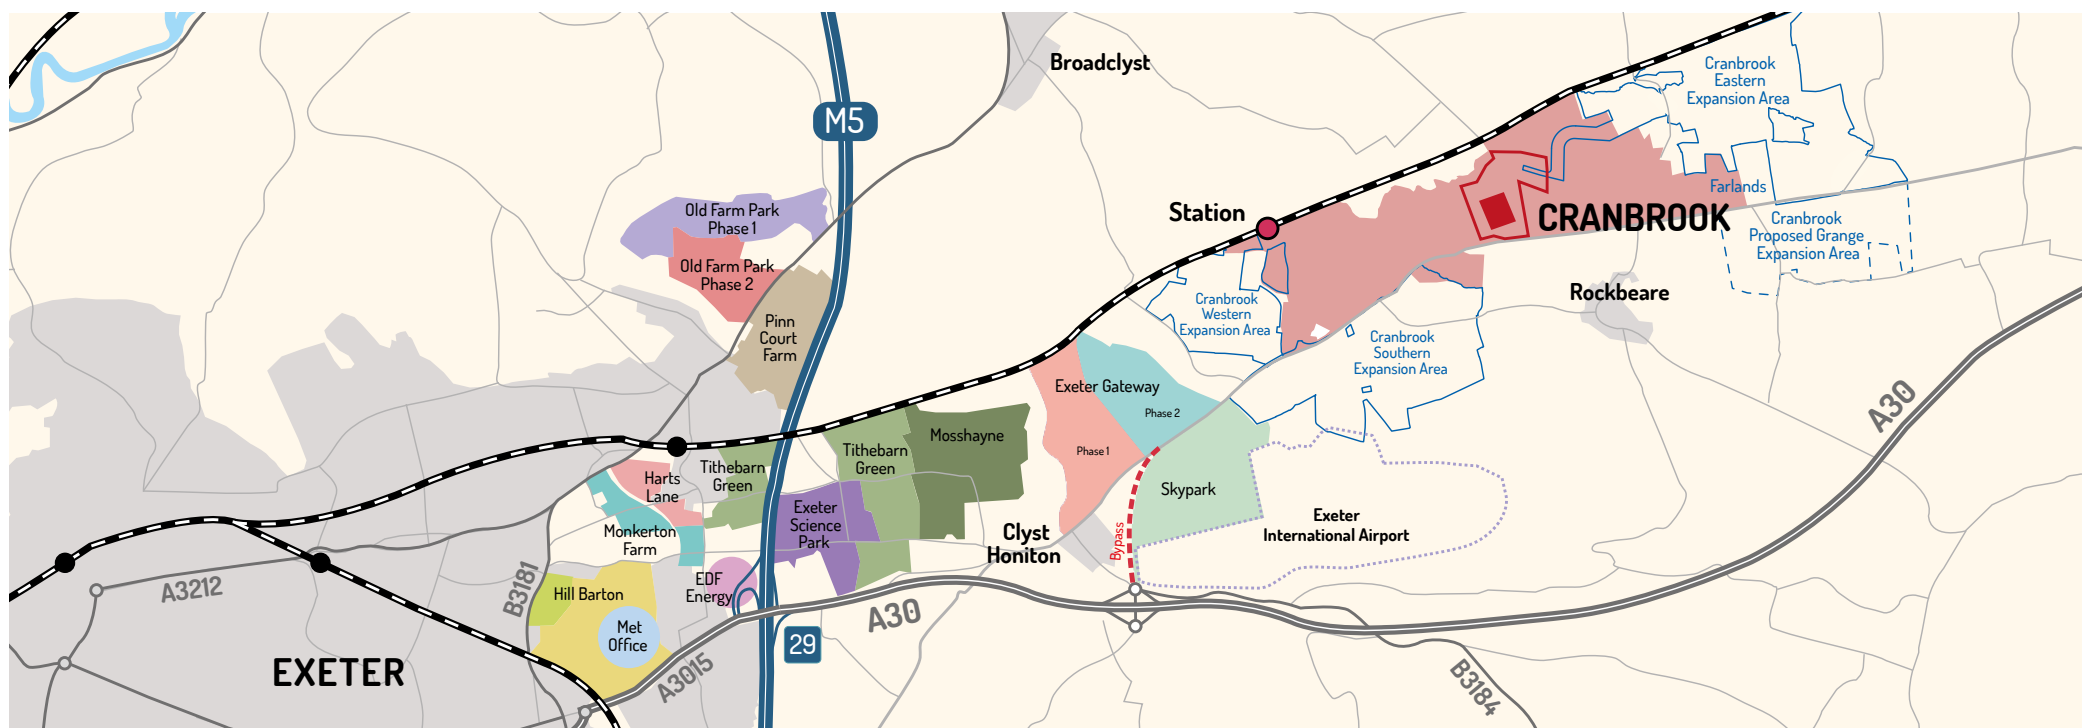 Broadclyst
Cranbrook
Eastern
Expansion Area
M5
Station
Farlands
CRANBROOK
Old Farm Park
Phase 1
Old Farm Park
Phase 2
Cranbrook
Proposed Grange
Expansion Area
Rockbeare
Pinn
Court
Farm
Cranbrook
Western
Expansion Area
Cranbrook
Southern
Expansion Area
Exeter Gateway
Phase 2
Phase 1
A30
Mosshayne
Tithebarn
Green
Tithebarn
Green
Harts
Lane
Skypark
Exeter
Science
Park
Monkerton
Farm
Clyst
Honiton
Bypass
Exeter
International Airport
A3212
B3181
Hill Barton
EDF
Energy
Met
Office
A30
29
EXETER
A3015
B3184